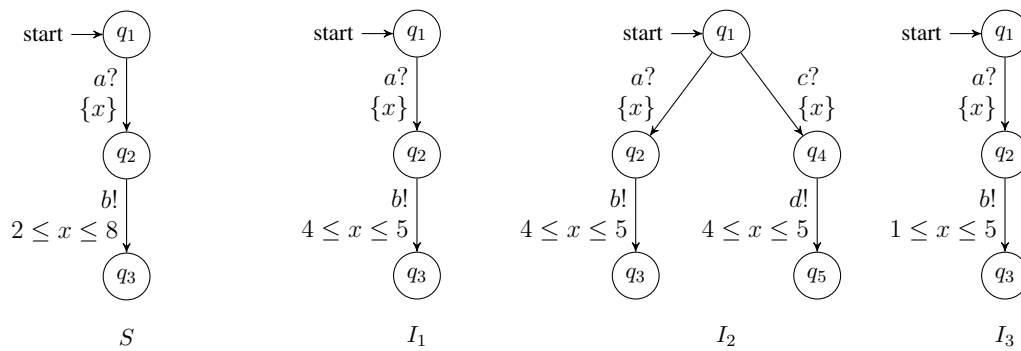 start q₁
a?
{x}
q₂
b!
2 ≤ x ≤ 8
q₃
S
start q₁
a?
{x}
q₂
b!
4 ≤ x ≤ 5
q₃
I₁
start q₁
a? c?
{x} {x}
q₂ q₄
b! d!
4 ≤ x ≤ 5 4 ≤ x ≤ 5
q₃ q₅
I₂
start q₁
a?
{x}
q₂
b!
1 ≤ x ≤ 5
q₃
I₃